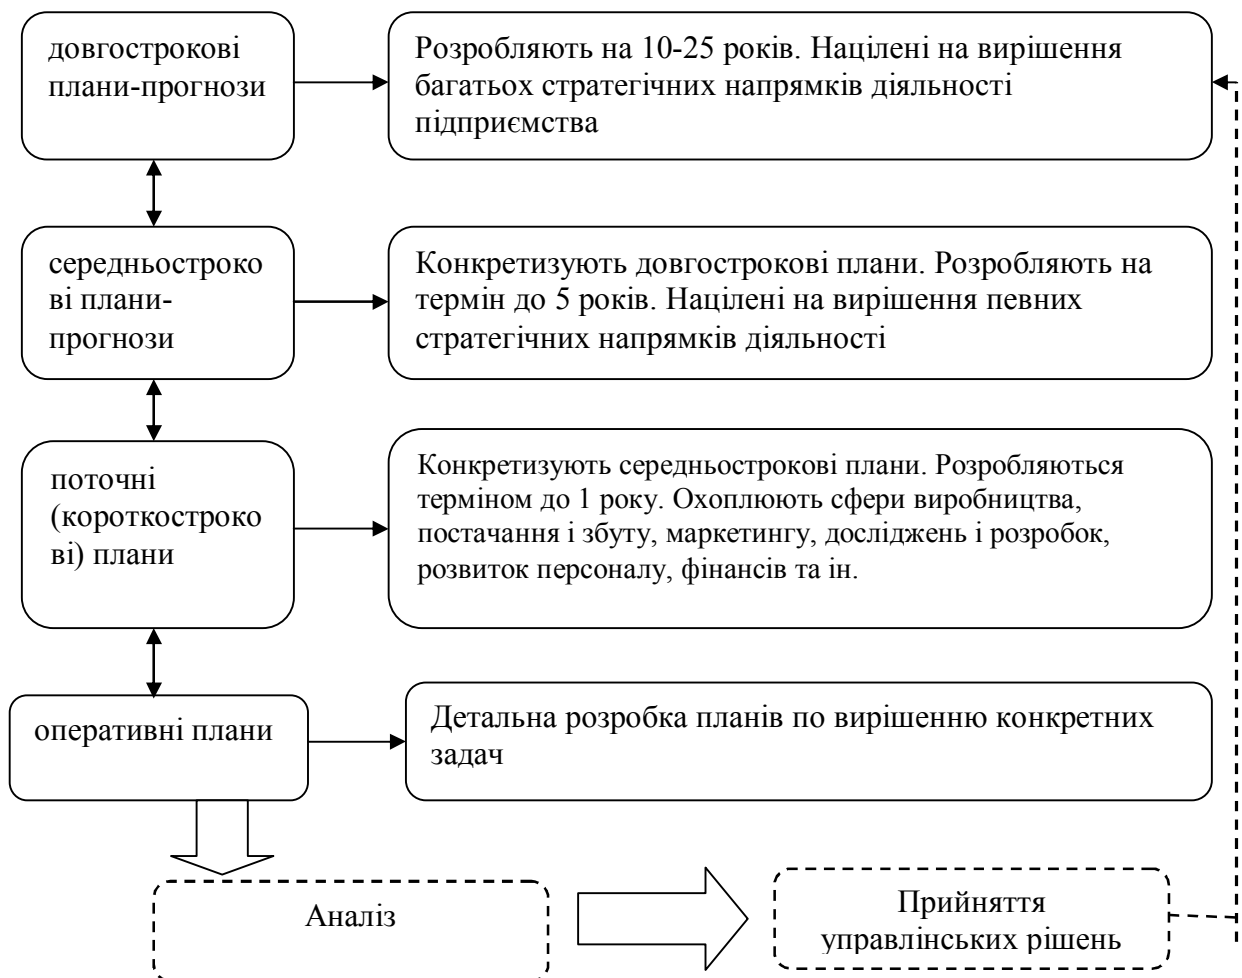 довгострокові
плани-прогнози
Розробляють на 10-25 років. Націлені на вирішення
багатьох стратегічних напрямків діяльності
підприємства
середньостроко
ві плани-
прогнози
Конкретизують довгострокові плани. Розробляють на
термін до 5 років. Націлені на вирішення певних
стратегічних напрямків діяльності
поточні
(короткостроко
ві) плани
Конкретизують середньострокові плани. Розробляються
терміном до 1 року. Охоплюють сфери виробництва,
постачання і збуту, маркетингу, досліджень і розробок,
розвиток персоналу, фінансів та ін.
оперативні плани
Детальна розробка планів по вирішенню конкретних
задач
Аналіз
Прийняття
управлінських рішень